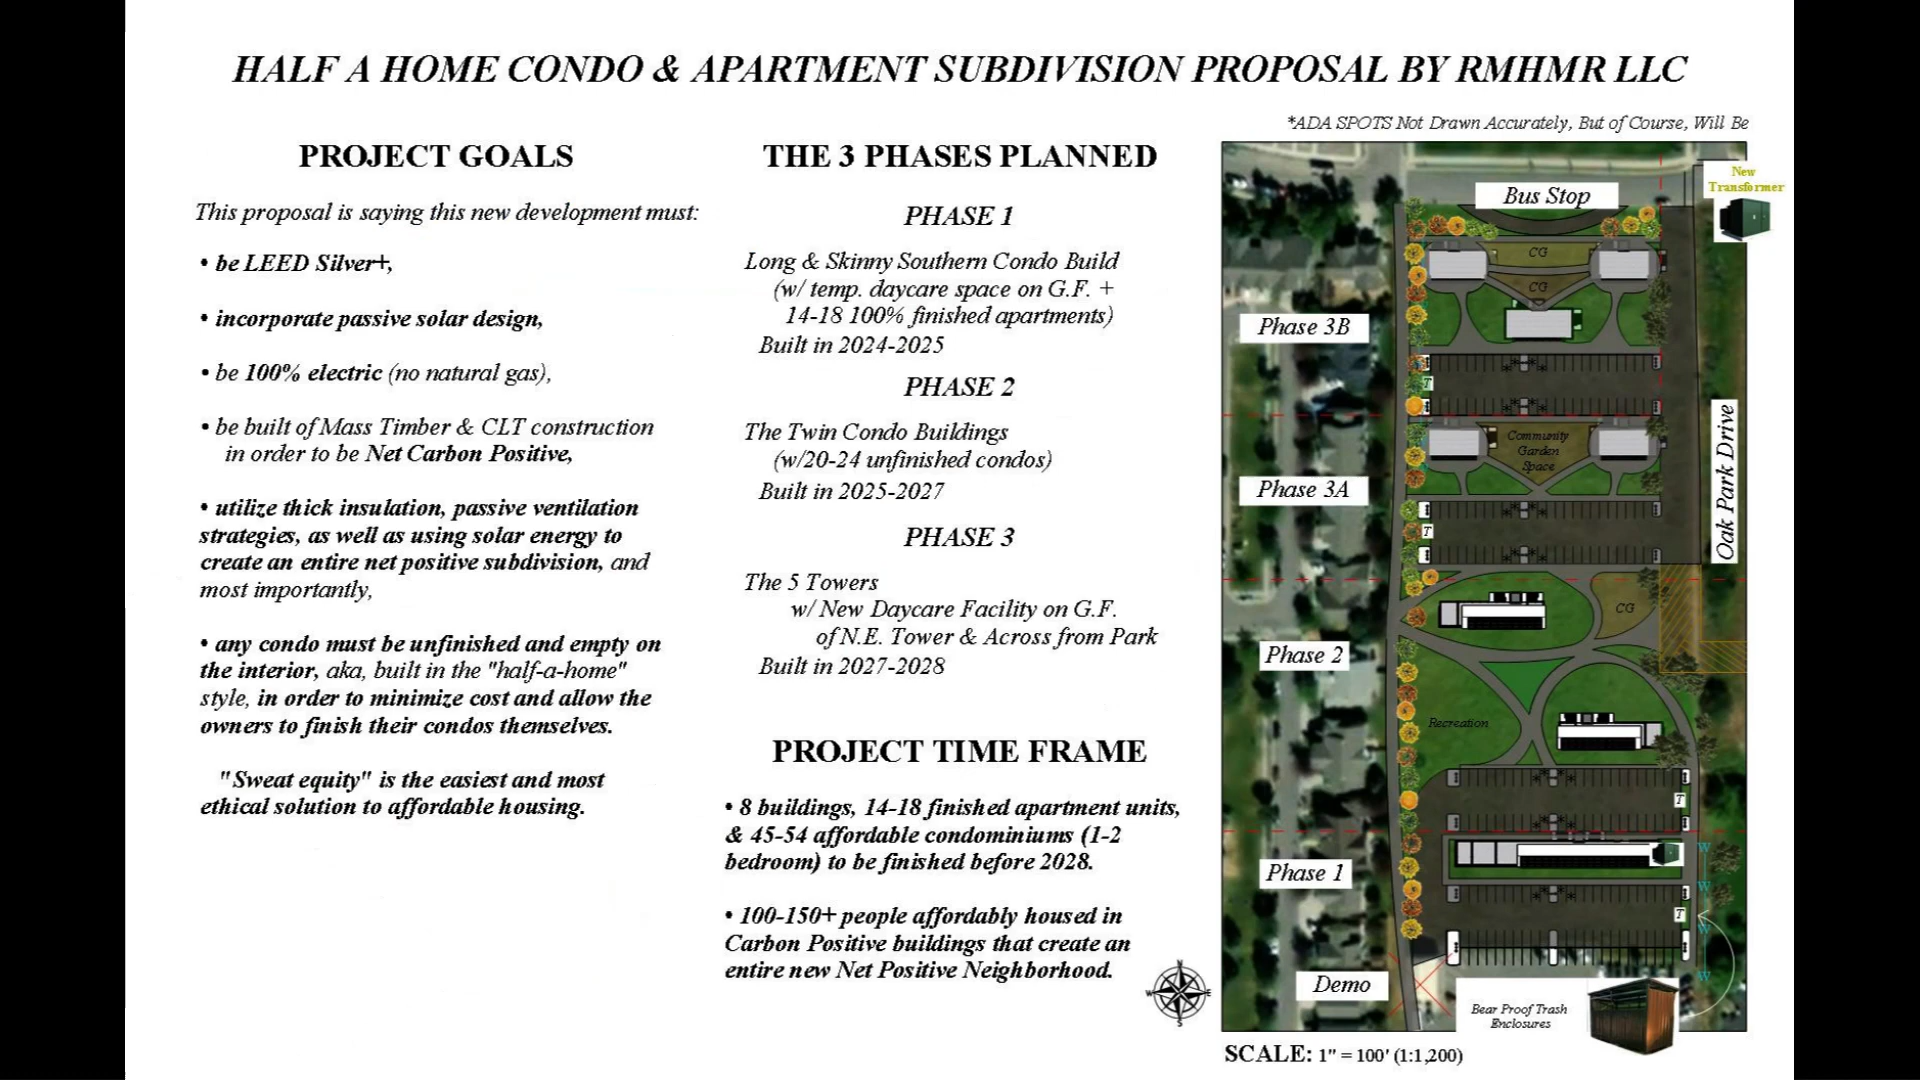 HALF A HOME CONDO & APARTMENT SUBDIVISION PROPOSAL BY RMHMR LLC
PROJECT GOALS
This proposal is saying this new development must:
• be LEED Silver+,
• incorporate passive solar design,
• be 100% electric (no natural gas),
• be built of Mass Timber & CLT construction
in order to be Net Carbon Positive,
• utilize thick insulation, passive ventilation
strategies, as well as using solar energy to
create an entire net positive subdivision, and
most importantly,
• any condo must be unfinished and empty on
the interior, aka, built in the "half-a-home"
style, in order to minimize cost and allow the
owners to finish their condos themselves.
"Sweat equity" is the easiest and most
ethical solution to affordable housing.
THE 3 PHASES PLANNED
PHASE 1
Long & Skinny Southern Condo Build
(w/ temp. daycare space on G.F. +
14-18 100% finished apartments)
Built in 2024-2025
PHASE 2
The Twin Condo Buildings
(w/20-24 unfinished condos)
Built in 2025-2027
PHASE 3
The 5 Towers
w/ New Daycare Facility on G.F.
of N.E. Tower & Across from Park
Built in 2027-2028
PROJECT TIME FRAME
• 8 buildings, 14-18 finished apartment units,
& 45-54 affordable condominiums (1-2
bedroom) to be finished before 2028.
• 100-150+ people affordably housed in
Carbon Positive buildings that create an
entire new Net Positive Neighborhood.
N
W E
S
*ADA SPOTS Not Drawn Accurately, But of Course, Will Be
New
Transformer
Bus Stop
CG
CG
Phase 3B
T
Community
Garden
Space
Oak Park Drive
Phase 3A
T
CG
Phase 2
Recreation
T
Phase 1
W
W
T
W
W
Demo
Bear Proof Trash
Enclosures
SCALE: 1" = 100' (1:1,200)